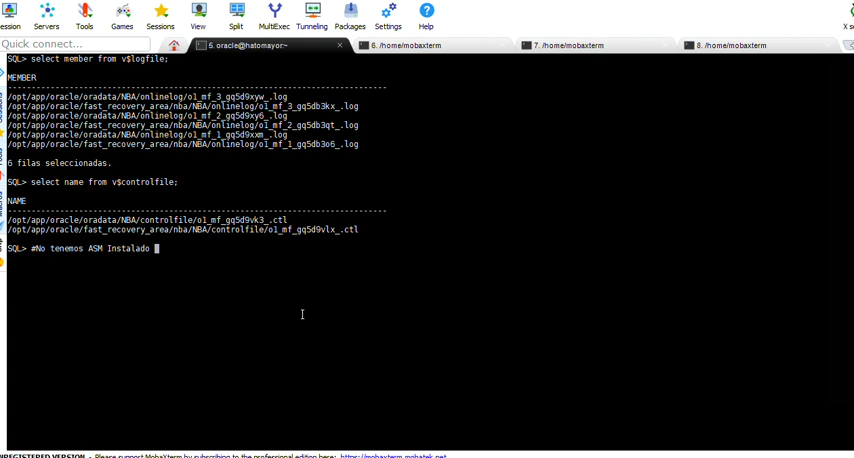 ession Servers Tools Games Sessions View Split MultiExec Tunneling Packages Settings Help X se
Quick connect... 5. oracle@hatomayor:~ 6. /home/mobaxterm 7. /home/mobaxterm 8. /home/mobaxterm
SQL> select member from v$logfile;
MEMBER
--------------------------------------------------------------------------------
/opt/app/oracle/oradata/NBA/onlinelog/o1_mf_3_gq5d9xyw_.log
/opt/app/oracle/fast_recovery_area/nba/NBA/onlinelog/o1_mf_3_gq5db3kx_.log
/opt/app/oracle/oradata/NBA/onlinelog/o1_mf_2_gq5d9xy6_.log
/opt/app/oracle/fast_recovery_area/nba/NBA/onlinelog/o1_mf_2_gq5db3qt_.log
/opt/app/oracle/oradata/NBA/onlinelog/o1_mf_1_gq5d9xxm_.log
/opt/app/oracle/fast_recovery_area/nba/NBA/onlinelog/o1_mf_1_gq5db3o6_.log
6 filas seleccionadas.
SQL> select name from v$controlfile;
NAME
--------------------------------------------------------------------------------
/opt/app/oracle/oradata/NBA/controlfile/o1_mf_gq5d9vk3_.ctl
/opt/app/oracle/fast_recovery_area/nba/NBA/controlfile/o1_mf_gq5d9vlx_.ctl
SQL> #No tenemos ASM Instalado
NREGISTERED VERSION - Please support MobaXterm by subscribing to the professional edition here: https://mobaxterm.mobatek.net